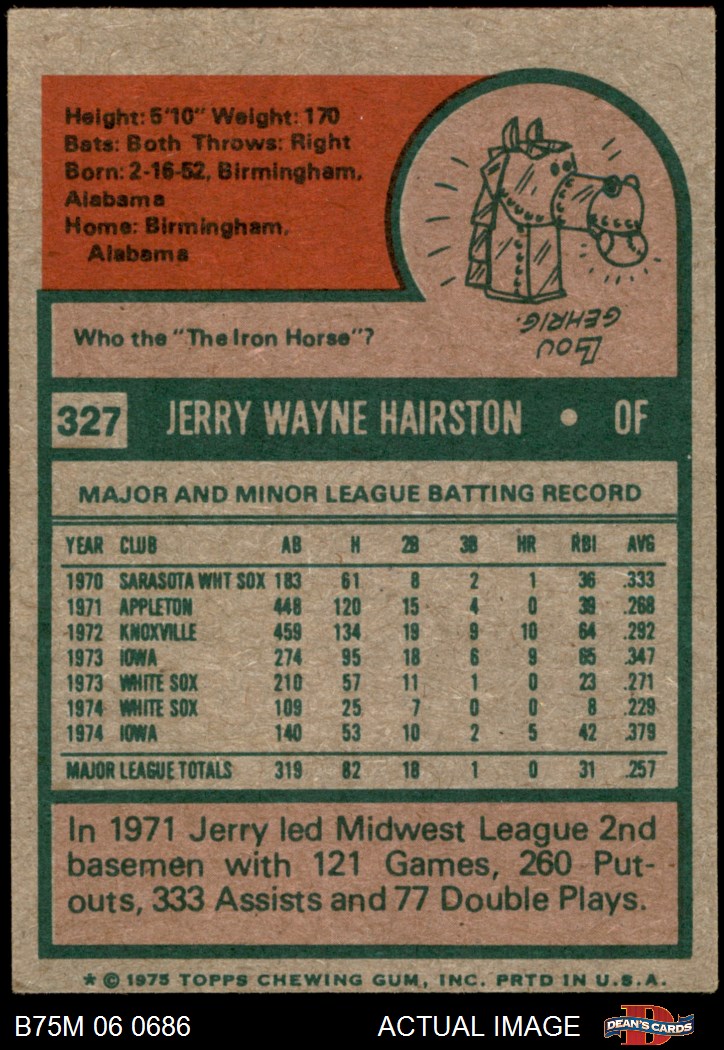 Height: 5'10" Weight: 170
Bats: Both Throws: Right
Born: 2-16-52, Birmingham,
Alabama
Home: Birmingham,
Alabama
Who the "The Iron Horse"?
LOU
GEHRIG.
327 JERRY WAYNE HAIRSTON • OF
MAJOR AND MINOR LEAGUE BATTING RECORD
YEAR CLUB AB H 2B 3B HR RBI AVG
1970 SARASOTA WHT SOX 183 61 8 2 1 36 .333
1971 APPLETON 448 120 15 4 0 39 .268
1972 KNOXVILLE 459 134 19 9 10 64 .292
1973 IOWA 274 95 18 6 9 65 .347
1973 WHITE SOX 210 57 11 1 0 23 .271
1974 WHITE SOX 109 25 7 0 0 8 .229
1974 IOWA 140 53 10 2 5 42 .379
MAJOR LEAGUE TOTALS 319 82 18 1 0 31 .257
In 1971 Jerry led Midwest League 2nd
basemen with 121 Games, 260 Put-
outs, 333 Assists and 77 Double Plays.
* © 1975 TOPPS CHEWING GUM, INC. PRTD IN U.S.A.
B75M 06 0686 ACTUAL IMAGE D DEAN'S CARDS